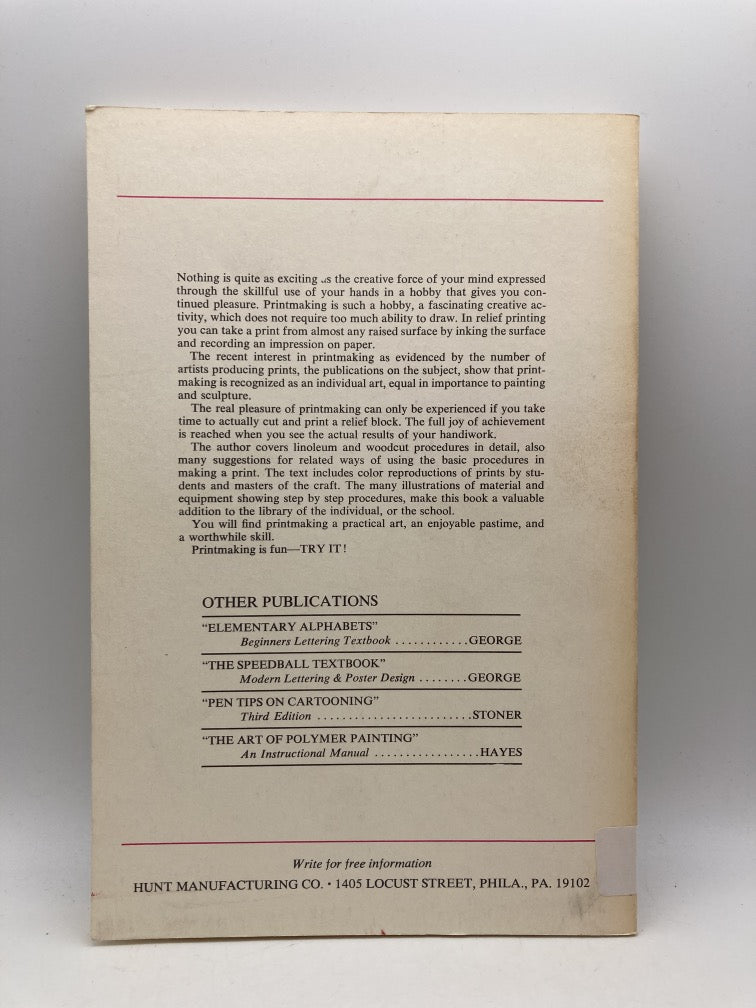 Nothing is quite as exciting as the creative force of your mind expressed
through the skillful use of your hands in a hobby that gives you con-
tinued pleasure. Printmaking is such a hobby, a fascinating creative ac-
tivity, which does not require too much ability to draw. In relief printing
you can take a print from almost any raised surface by inking the surface
and recording an impression on paper.
The recent interest in printmaking as evidenced by the number of
artists producing prints, the publications on the subject, show that print-
making is recognized as an individual art, equal in importance to painting
and sculpture.
The real pleasure of printmaking can only be experienced if you take
time to actually cut and print a relief block. The full joy of achievement
is reached when you see the actual results of your handiwork.
The author covers linoleum and woodcut procedures in detail, also
many suggestions for related ways of using the basic procedures in
making a print. The text includes color reproductions of prints by stu-
dents and masters of the craft. The many illustrations of material and
equipment showing step by step procedures, make this book a valuable
addition to the library of the individual, or the school.
You will find printmaking a practical art, an enjoyable pastime, and
a worthwhile skill.
Printmaking is fun—TRY IT!
OTHER PUBLICATIONS
“ELEMENTARY ALPHABETS”
Beginners Lettering Textbook ............GEORGE
“THE SPEEDBALL TEXTBOOK”
Modern Lettering & Poster Design ........GEORGE
“PEN TIPS ON CARTOONING”
Third Edition .........................STONER
“THE ART OF POLYMER PAINTING”
An Instructional Manual .................HAYES
Write for free information
HUNT MANUFACTURING CO. • 1405 LOCUST STREET, PHILA., PA. 19102